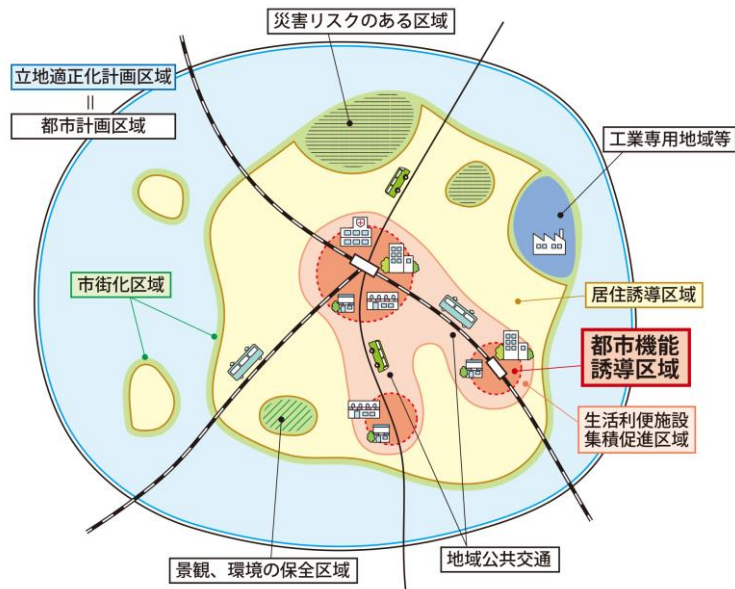 災害リスクのある区域
立地適正化計画区域
॥
都市計画区域
工業専用地域等
市街化区域
居住誘導区域
都市機能
誘導区域
生活利便施設
集積促進区域
地域公共交通
景観、環境の保全区域